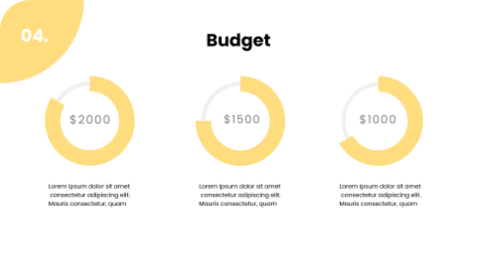 04.
Budget
$2000
$1500
$1000
Lorem ipsum dolor sit amet
consectetur adipiscing elit.
Mauris consectetur, quam
Lorem ipsum dolor sit amet
consectetur adipiscing elit.
Mauris consectetur, quam
Lorem ipsum dolor sit amet
consectetur adipiscing elit.
Mauris consectetur, quam